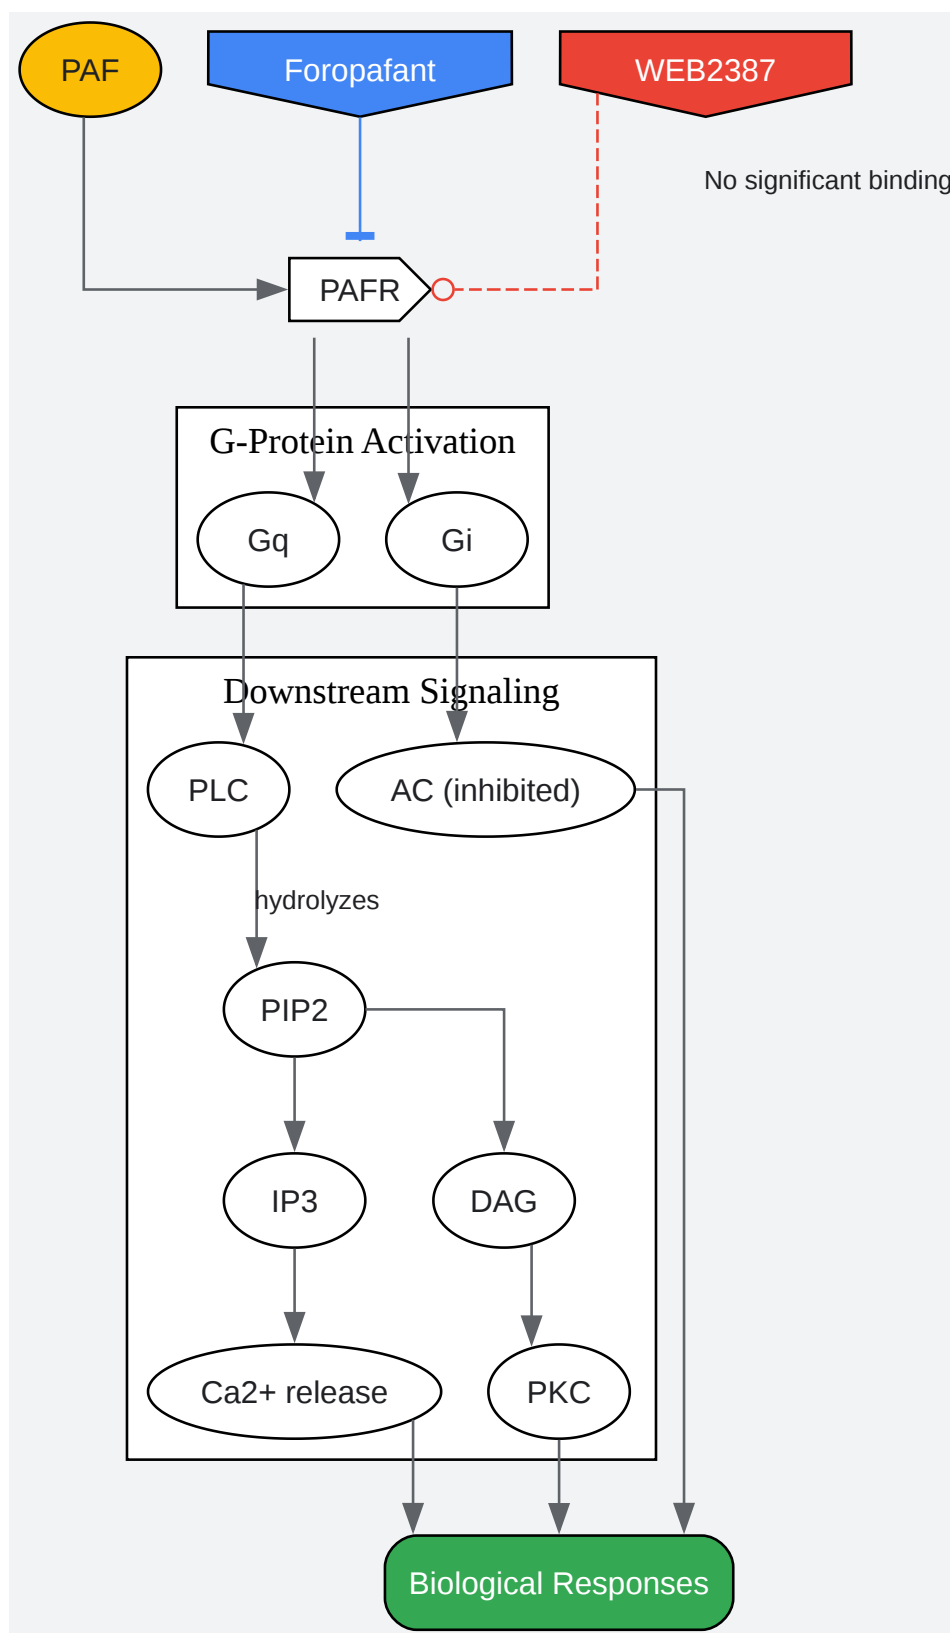 PAF
Foropafant
WEB2387
No significant binding
PAFR
G-Protein Activation
Gq
Gi
Downstream Signaling
PLC
AC (inhibited)
hydrolyzes
PIP2
IP3
DAG
Ca2+ release
PKC
Biological Responses